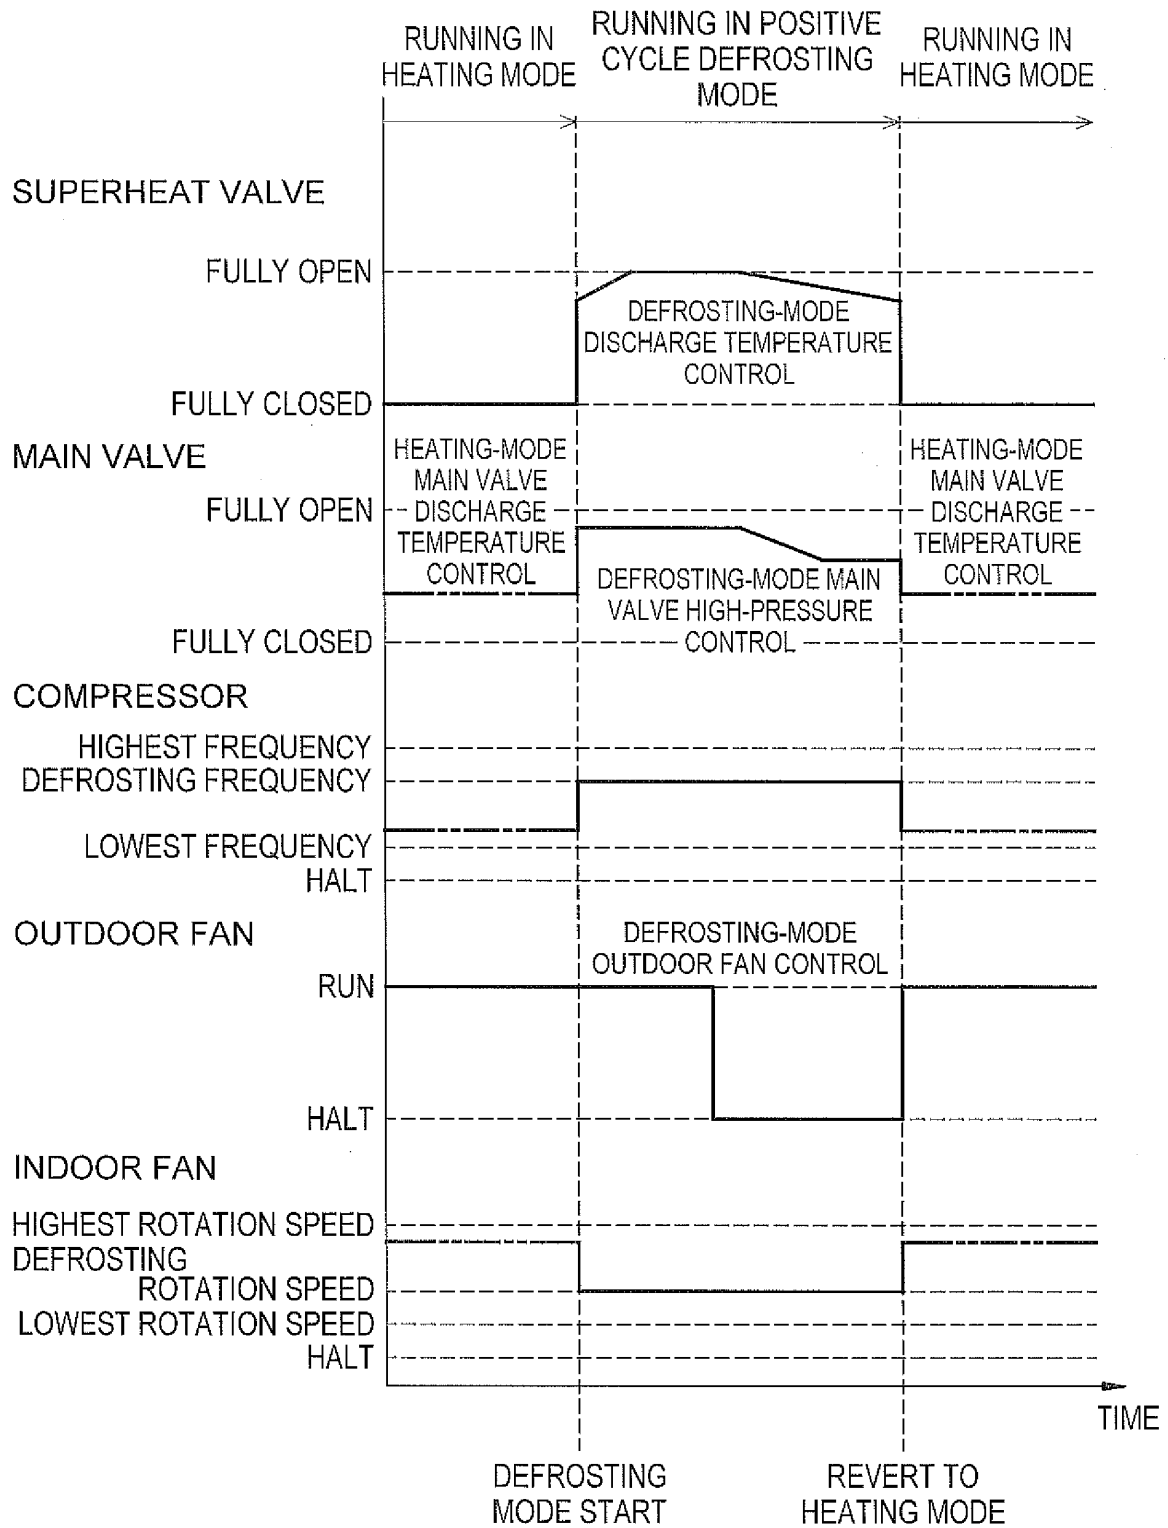 RUNNING IN
HEATING MODE
RUNNING IN POSITIVE
CYCLE DEFROSTING
MODE
RUNNING IN
HEATING MODE
SUPERHEAT VALVE
FULLY OPEN
DEFROSTING-MODE
DISCHARGE TEMPERATURE
CONTROL
FULLY CLOSED
MAIN VALVE
HEATING-MODE
MAIN VALVE
DISCHARGE
TEMPERATURE
CONTROL
HEATING-MODE
MAIN VALVE
DISCHARGE
TEMPERATURE
CONTROL
FULLY OPEN
DEFROSTING-MODE MAIN
VALVE HIGH-PRESSURE
CONTROL
FULLY CLOSED
COMPRESSOR
HIGHEST FREQUENCY
DEFROSTING FREQUENCY
LOWEST FREQUENCY
HALT
OUTDOOR FAN
DEFROSTING-MODE
OUTDOOR FAN CONTROL
RUN
HALT
INDOOR FAN
HIGHEST ROTATION SPEED
DEFROSTING
ROTATION SPEED
LOWEST ROTATION SPEED
HALT
TIME
DEFROSTING
MODE START
REVERT TO
HEATING MODE